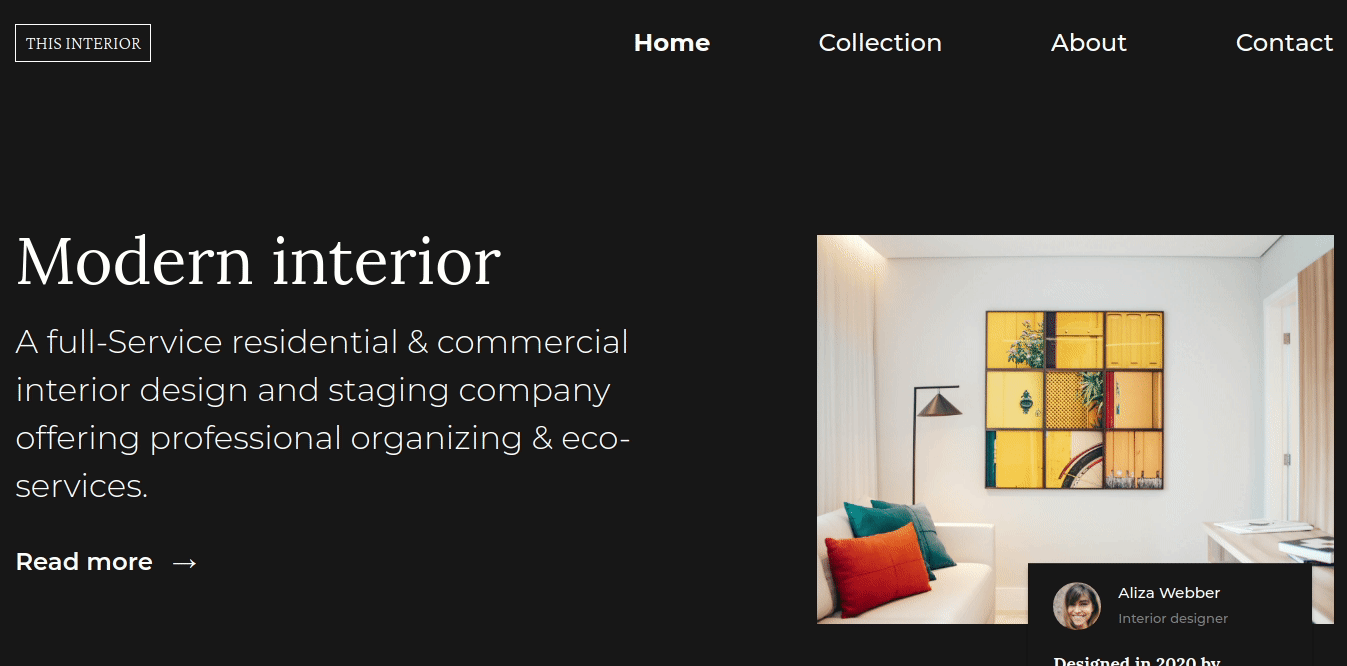 THIS INTERIOR
Home Collection About Contact
Modern interior
A full-Service residential & commercial
interior design and staging company
offering professional organizing & eco-
services.
Read more →
Aliza Webber
Interior designer
Designed in 2020 by